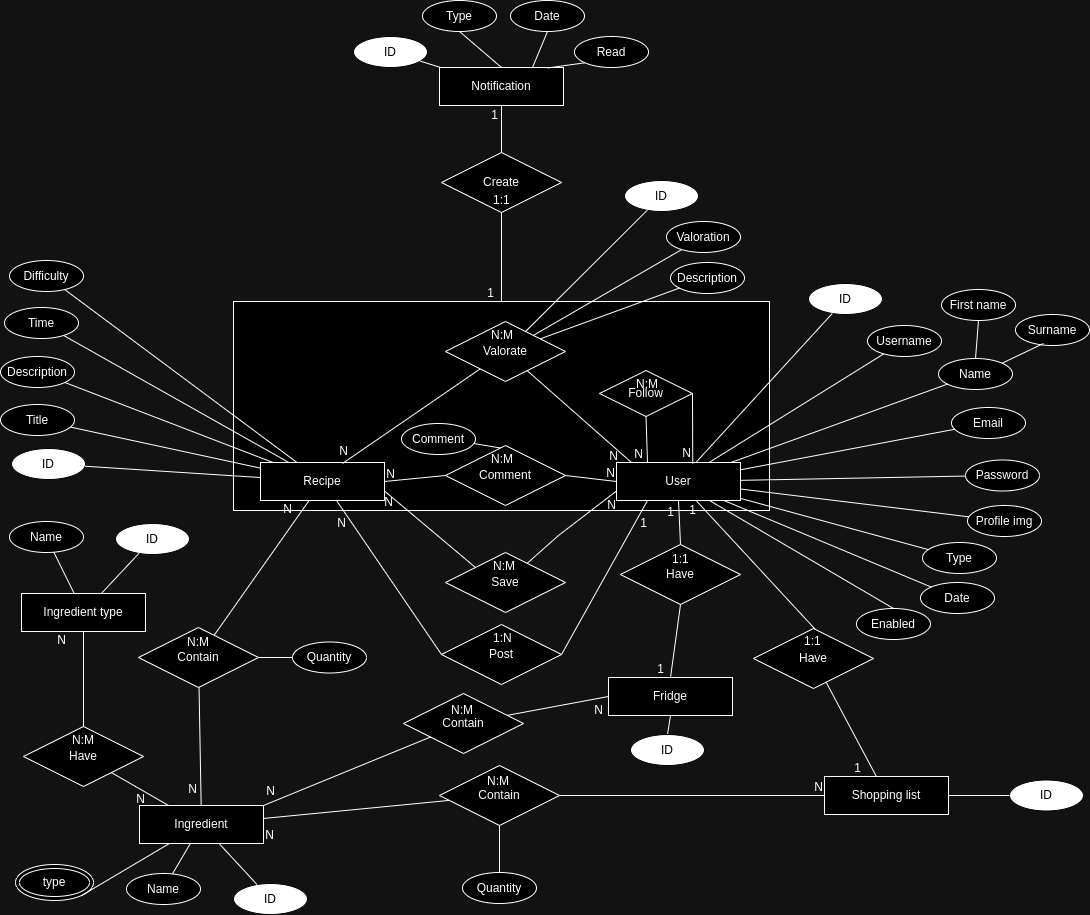 Type
Date
ID
Read
Notification
1
Create
1:1
ID
Valoration
Description
1
Difficulty
Time
Description
Title
ID
ID
First name
Surname
Username
Name
Email
Password
Profile img
Type
Date
Enabled
N:M
Valorate
N:M
Follow
N
N
N
N
Comment
N:M
Comment
N
N
Recipe
User
N
N
N
N
1
1
1
Name
ID
Ingredient type
N
N:M
Save
1:N
Post
1:1
Have
1:1
Have
N:M
Contain
Quantity
1
Fridge
N
N:M
Contain
ID
N:M
Have
N
N
N
N:M
Contain
1
N
Shopping list
ID
Ingredient
N
type
Name
ID
Quantity